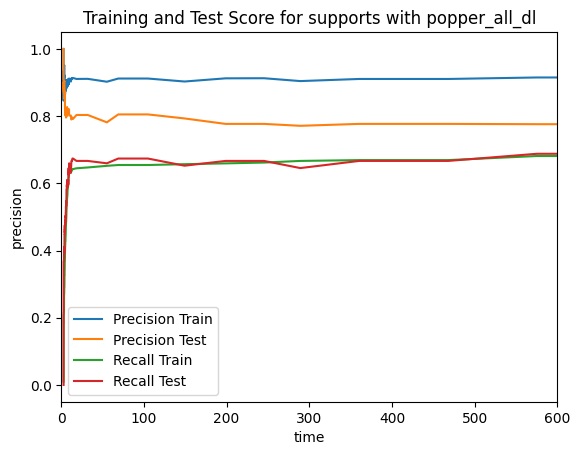 Training and Test Score for supports with popper_all_dl
precision
1.0
0.8
0.6
0.4
0.2
0.0
Precision Train
Precision Test
Recall Train
Recall Test
0 100 200 300 400 500 600
time